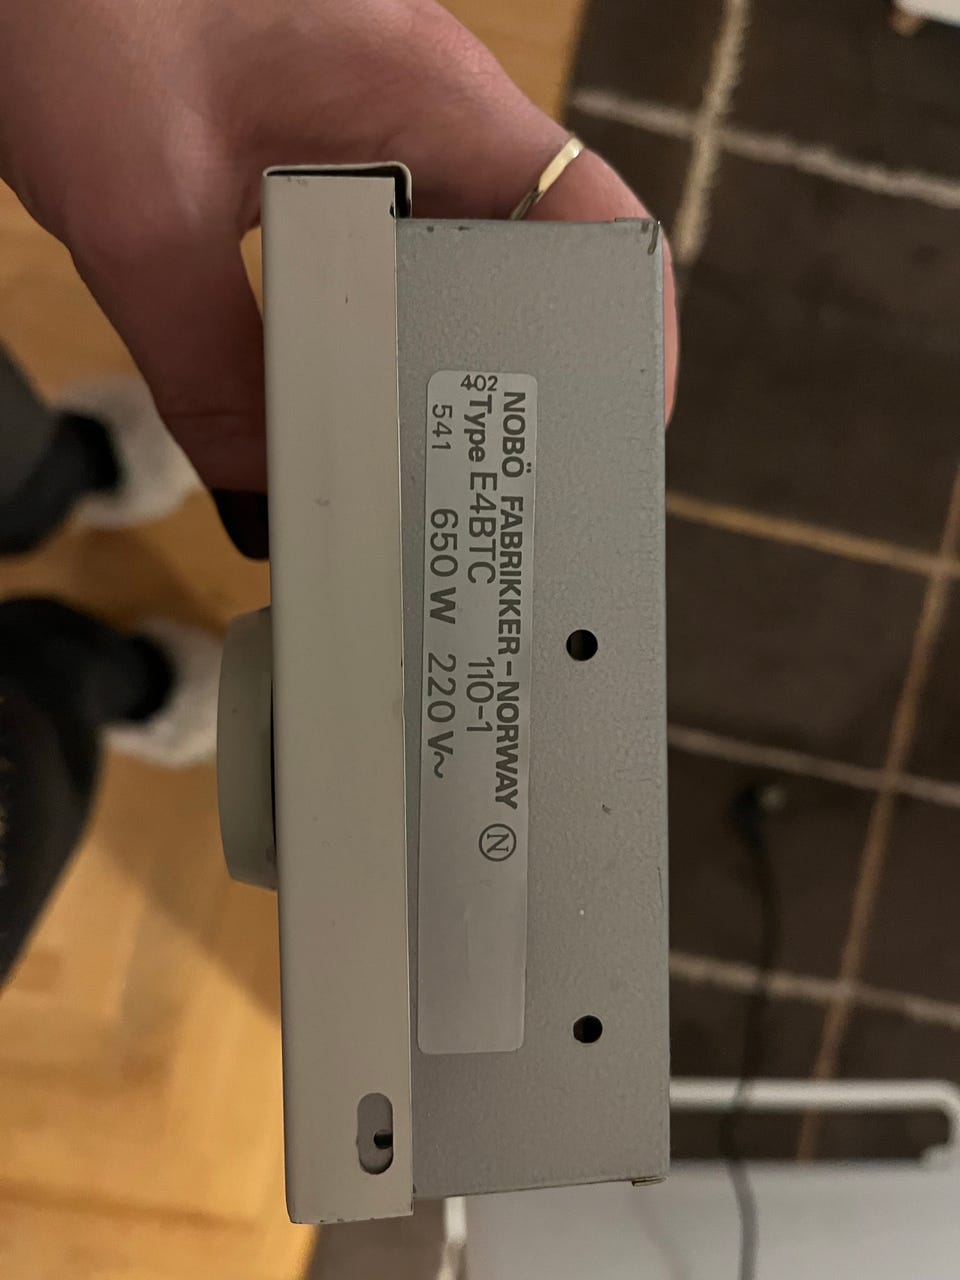 NOBÖ FABRIKKER-NORWAY Ⓝ
402
Type E4BTC 110-1
541 650 W 220 V~